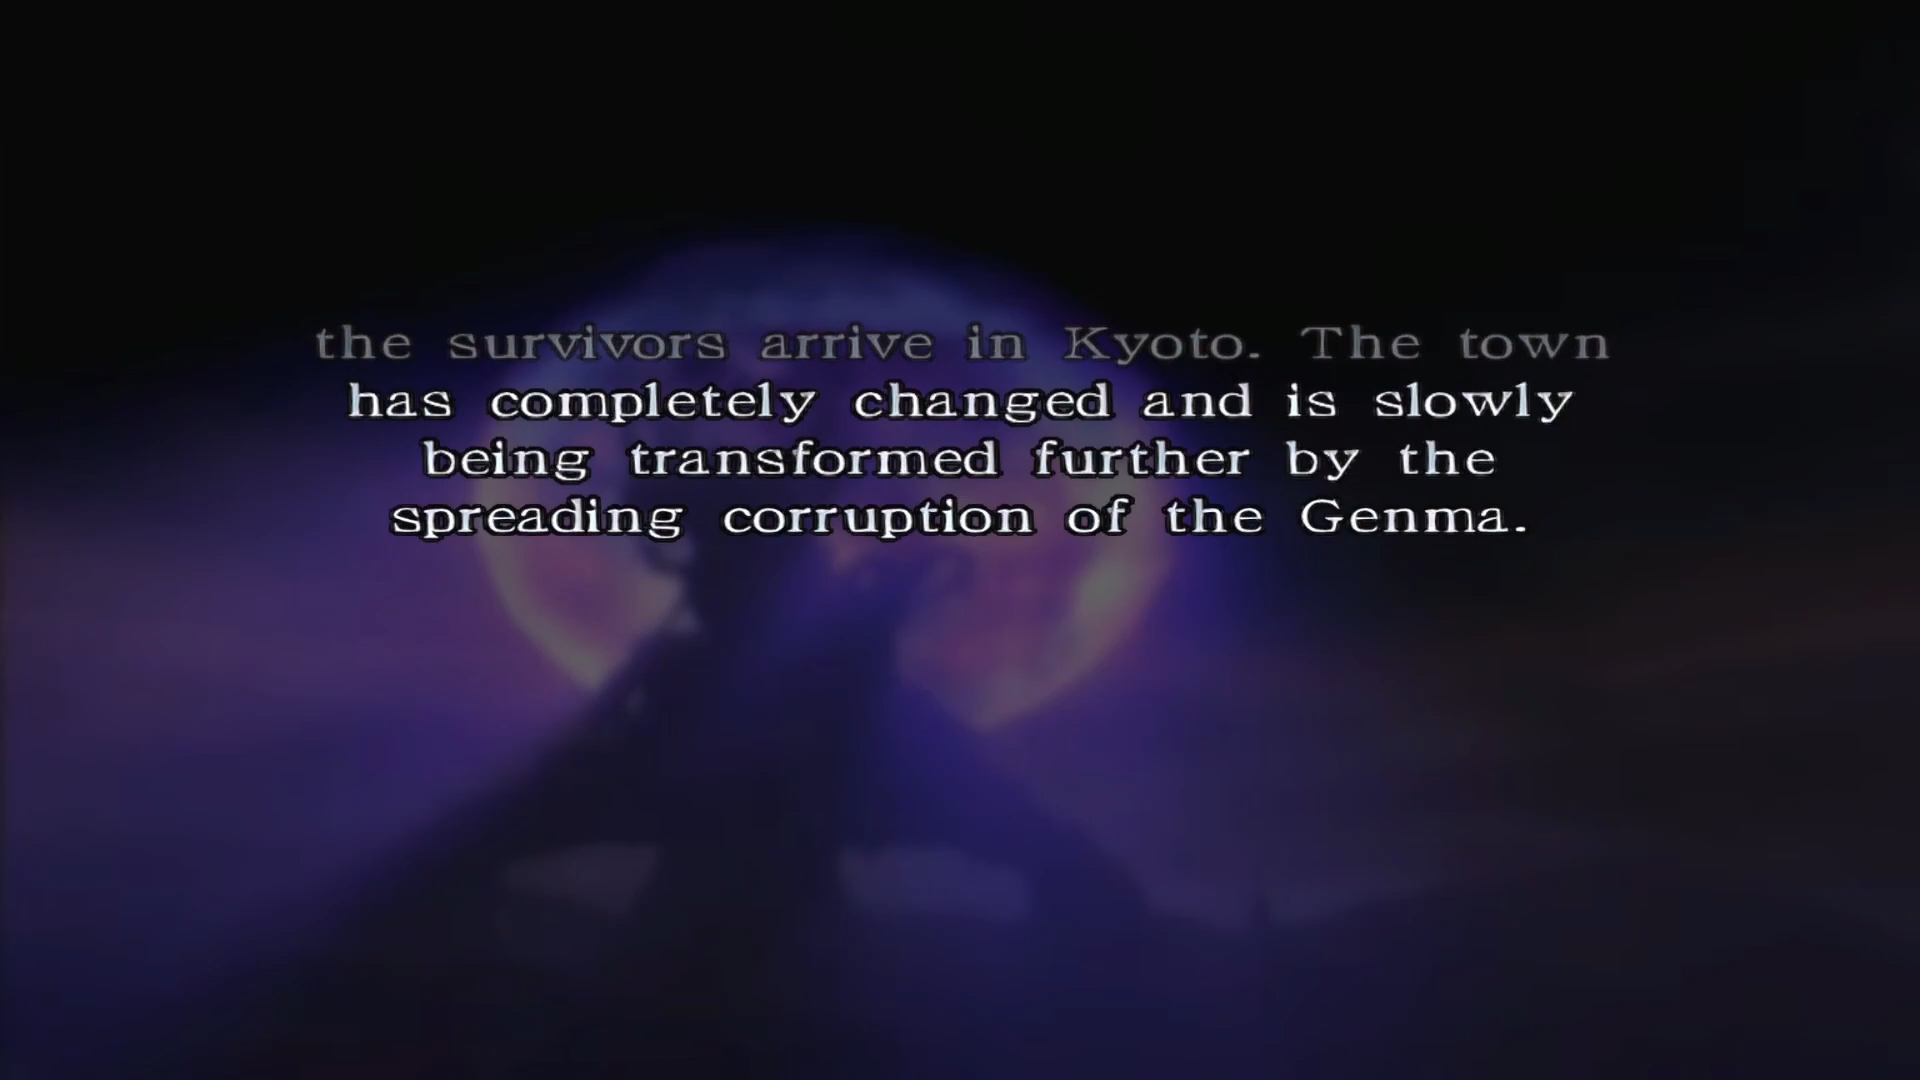 the survivors arrive in Kyoto. The town
has completely changed and is slowly
being transformed further by the
spreading corruption of the Genma.